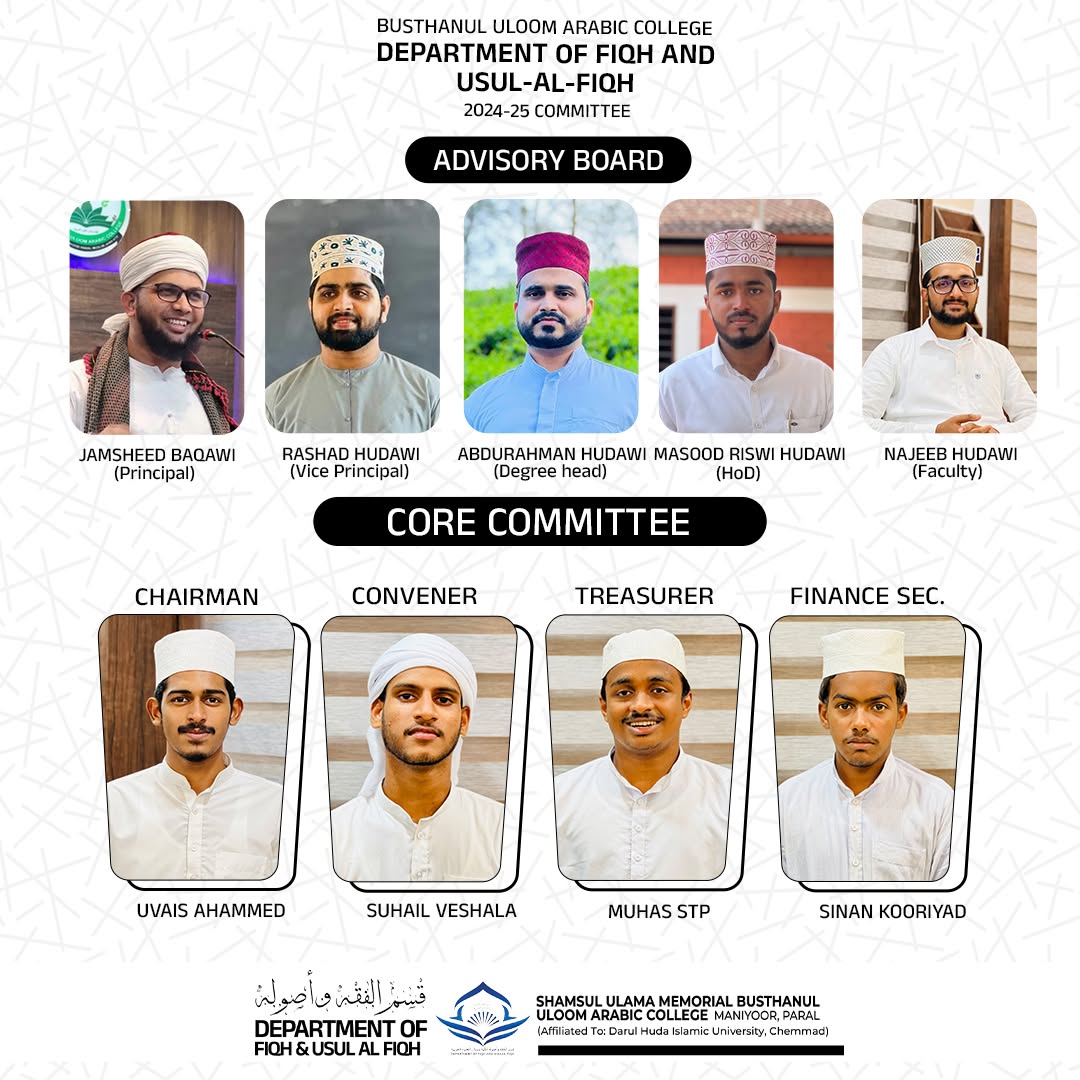 BUSTHANUL ULOOM ARABIC COLLEGE
DEPARTMENT OF FIQH AND
USUL-AL-FIQH
2024-25 COMMITTEE
ADVISORY BOARD
JAMSHEED BAQAWI
(Principal)
RASHAD HUDAWI
(Vice Principal)
ABDURAHMAN HUDAWI
(Degree head)
MASOOD RISWI HUDAWI
(HoD)
NAJEEB HUDAWI
(Faculty)
CORE COMMITTEE
CHAIRMAN
CONVENER
TREASURER
FINANCE SEC.
UVAIS AHAMMED
SUHAIL VESHALA
MUHAS STP
SINAN KOORIYAD
قسم الفقه وأصوله
DEPARTMENT OF
FIQH & USUL AL FIQH
SHAMSUL ULAMA MEMORIAL BUSTHANUL
ULOOM ARABIC COLLEGE MANIYOOR, PARAL
(Affiliated To: Darul Huda Islamic University, Chemmad)